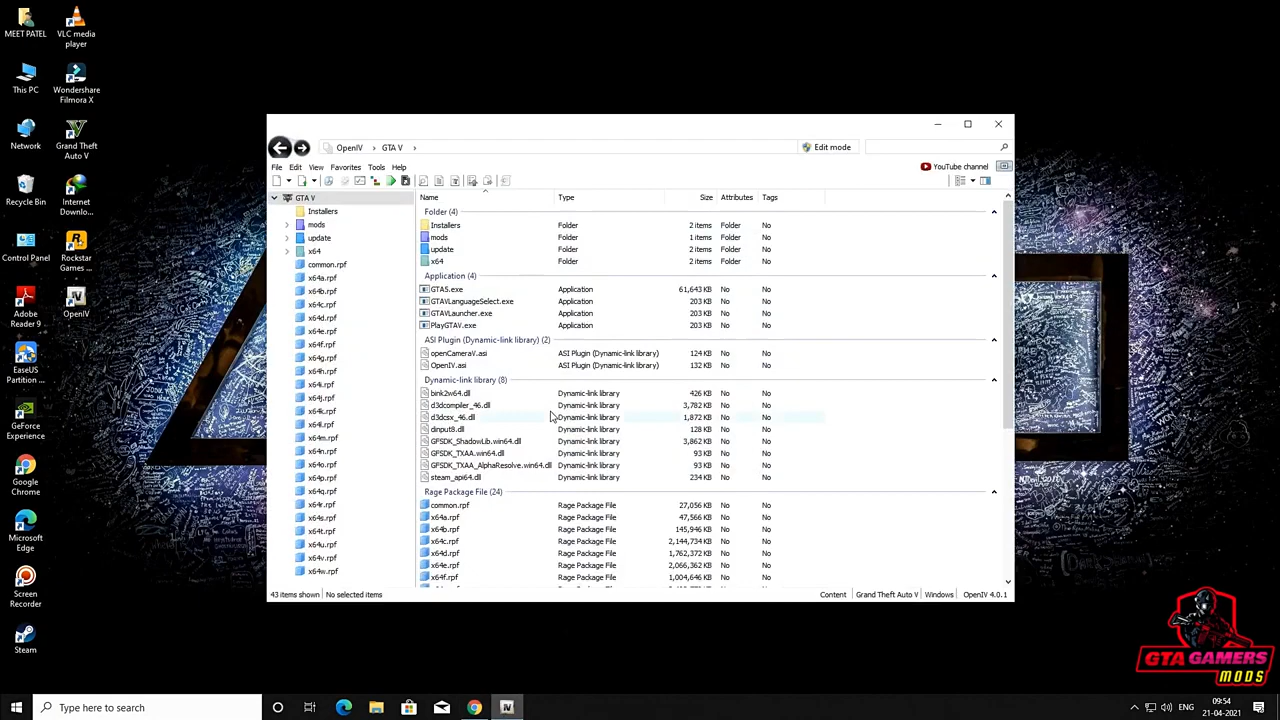 MEET PATEL
VLC media player
This PC
Wondershare Filmora X
Network
Grand Theft Auto V
Recycle Bin
Internet Downlo...
Control Panel
Rockstar Games ...
Adobe Reader 9
OpenIV
EaseUS Partition ...
GeForce Experience
Google Chrome
Microsoft Edge
Screen Recorder
Steam
OpenIV GTA V Edit mode
File Edit View Favorites Tools Help YouTube channel
GTA V
Installers
mods
update
x64
common.rpf
x64a.rpf
x64b.rpf
x64c.rpf
x64d.rpf
x64e.rpf
x64f.rpf
x64g.rpf
x64h.rpf
x64i.rpf
x64j.rpf
x64k.rpf
x64l.rpf
x64m.rpf
x64n.rpf
x64o.rpf
x64p.rpf
x64q.rpf
x64r.rpf
x64s.rpf
x64t.rpf
x64u.rpf
x64v.rpf
x64w.rpf
Name Type Size Attributes Tags
Folder (4)
Installers Folder 2 items Folder No
mods Folder 1 items Folder No
update Folder 2 items Folder No
x64 Folder 2 items Folder No
Application (4)
GTA5.exe Application 61,643 KB No No
GTAVLanguageSelect.exe Application 203 KB No No
GTAVLauncher.exe Application 203 KB No No
PlayGTAV.exe Application 203 KB No No
ASI Plugin (Dynamic-link library) (2)
openCameraV.asi ASI Plugin (Dynamic-link library) 124 KB No No
OpenIV.asi ASI Plugin (Dynamic-link library) 132 KB No No
Dynamic-link library (8)
bink2w64.dll Dynamic-link library 426 KB No No
d3dcompiler_46.dll Dynamic-link library 3,782 KB No No
d3dcsx_46.dll Dynamic-link library 1,872 KB No No
dinput8.dll Dynamic-link library 128 KB No No
GFSDK_ShadowLib.win64.dll Dynamic-link library 3,862 KB No No
GFSDK_TXAA.win64.dll Dynamic-link library 93 KB No No
GFSDK_TXAA_AlphaResolve.win64.dll Dynamic-link library 93 KB No No
steam_api64.dll Dynamic-link library 234 KB No No
Rage Package File (24)
common.rpf Rage Package File 27,056 KB No No
x64a.rpf Rage Package File 47,566 KB No No
x64b.rpf Rage Package File 145,946 KB No No
x64c.rpf Rage Package File 2,144,734 KB No No
x64d.rpf Rage Package File 1,762,372 KB No No
x64e.rpf Rage Package File 2,066,362 KB No No
x64f.rpf Rage Package File 1,004,646 KB No No
43 items shown No selected items Content Grand Theft Auto V Windows OpenIV 4.0.1
GTA GAMERS
MODS
Type here to search
ENG
09:54
21-04-2021